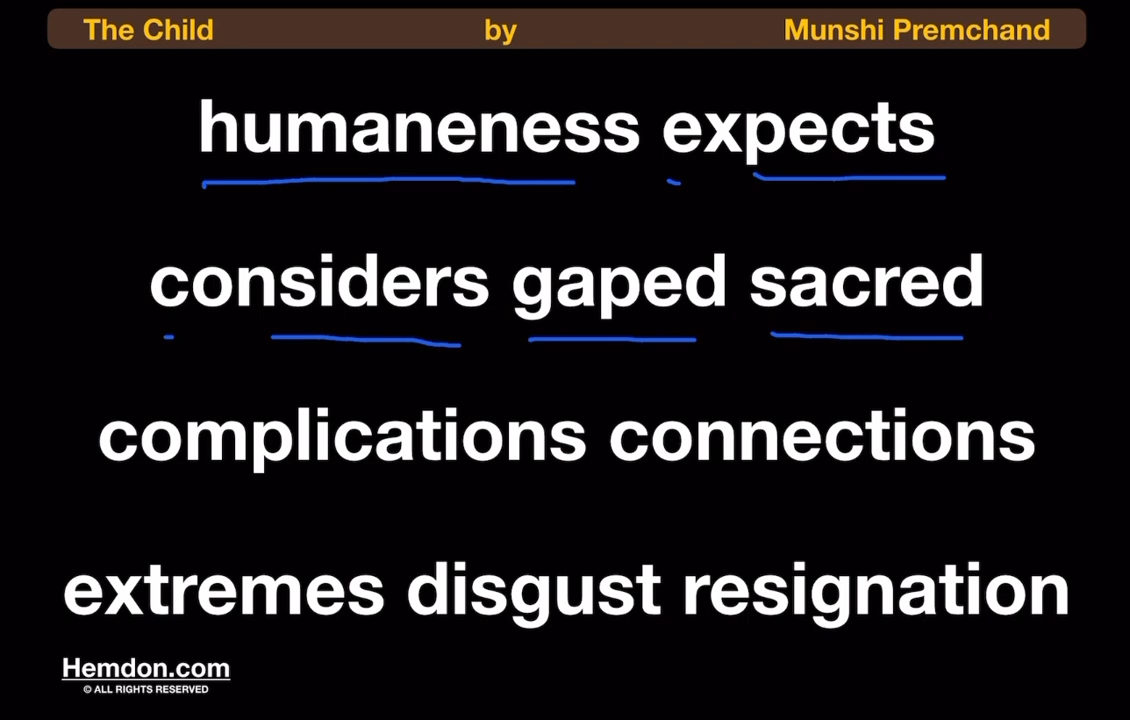 The Child by Munshi Premchand
humaneness expects
considers gaped sacred
complications connections
extremes disgust resignation
Hemdon.com
© ALL RIGHTS RESERVED